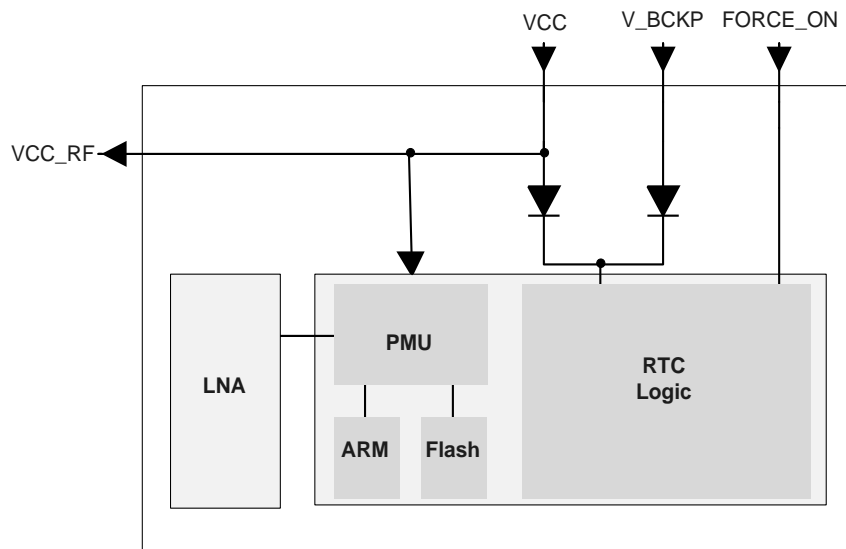 VCC V_BCKP FORCE_ON
VCC_RF
LNA
PMU
RTC
Logic
ARM Flash